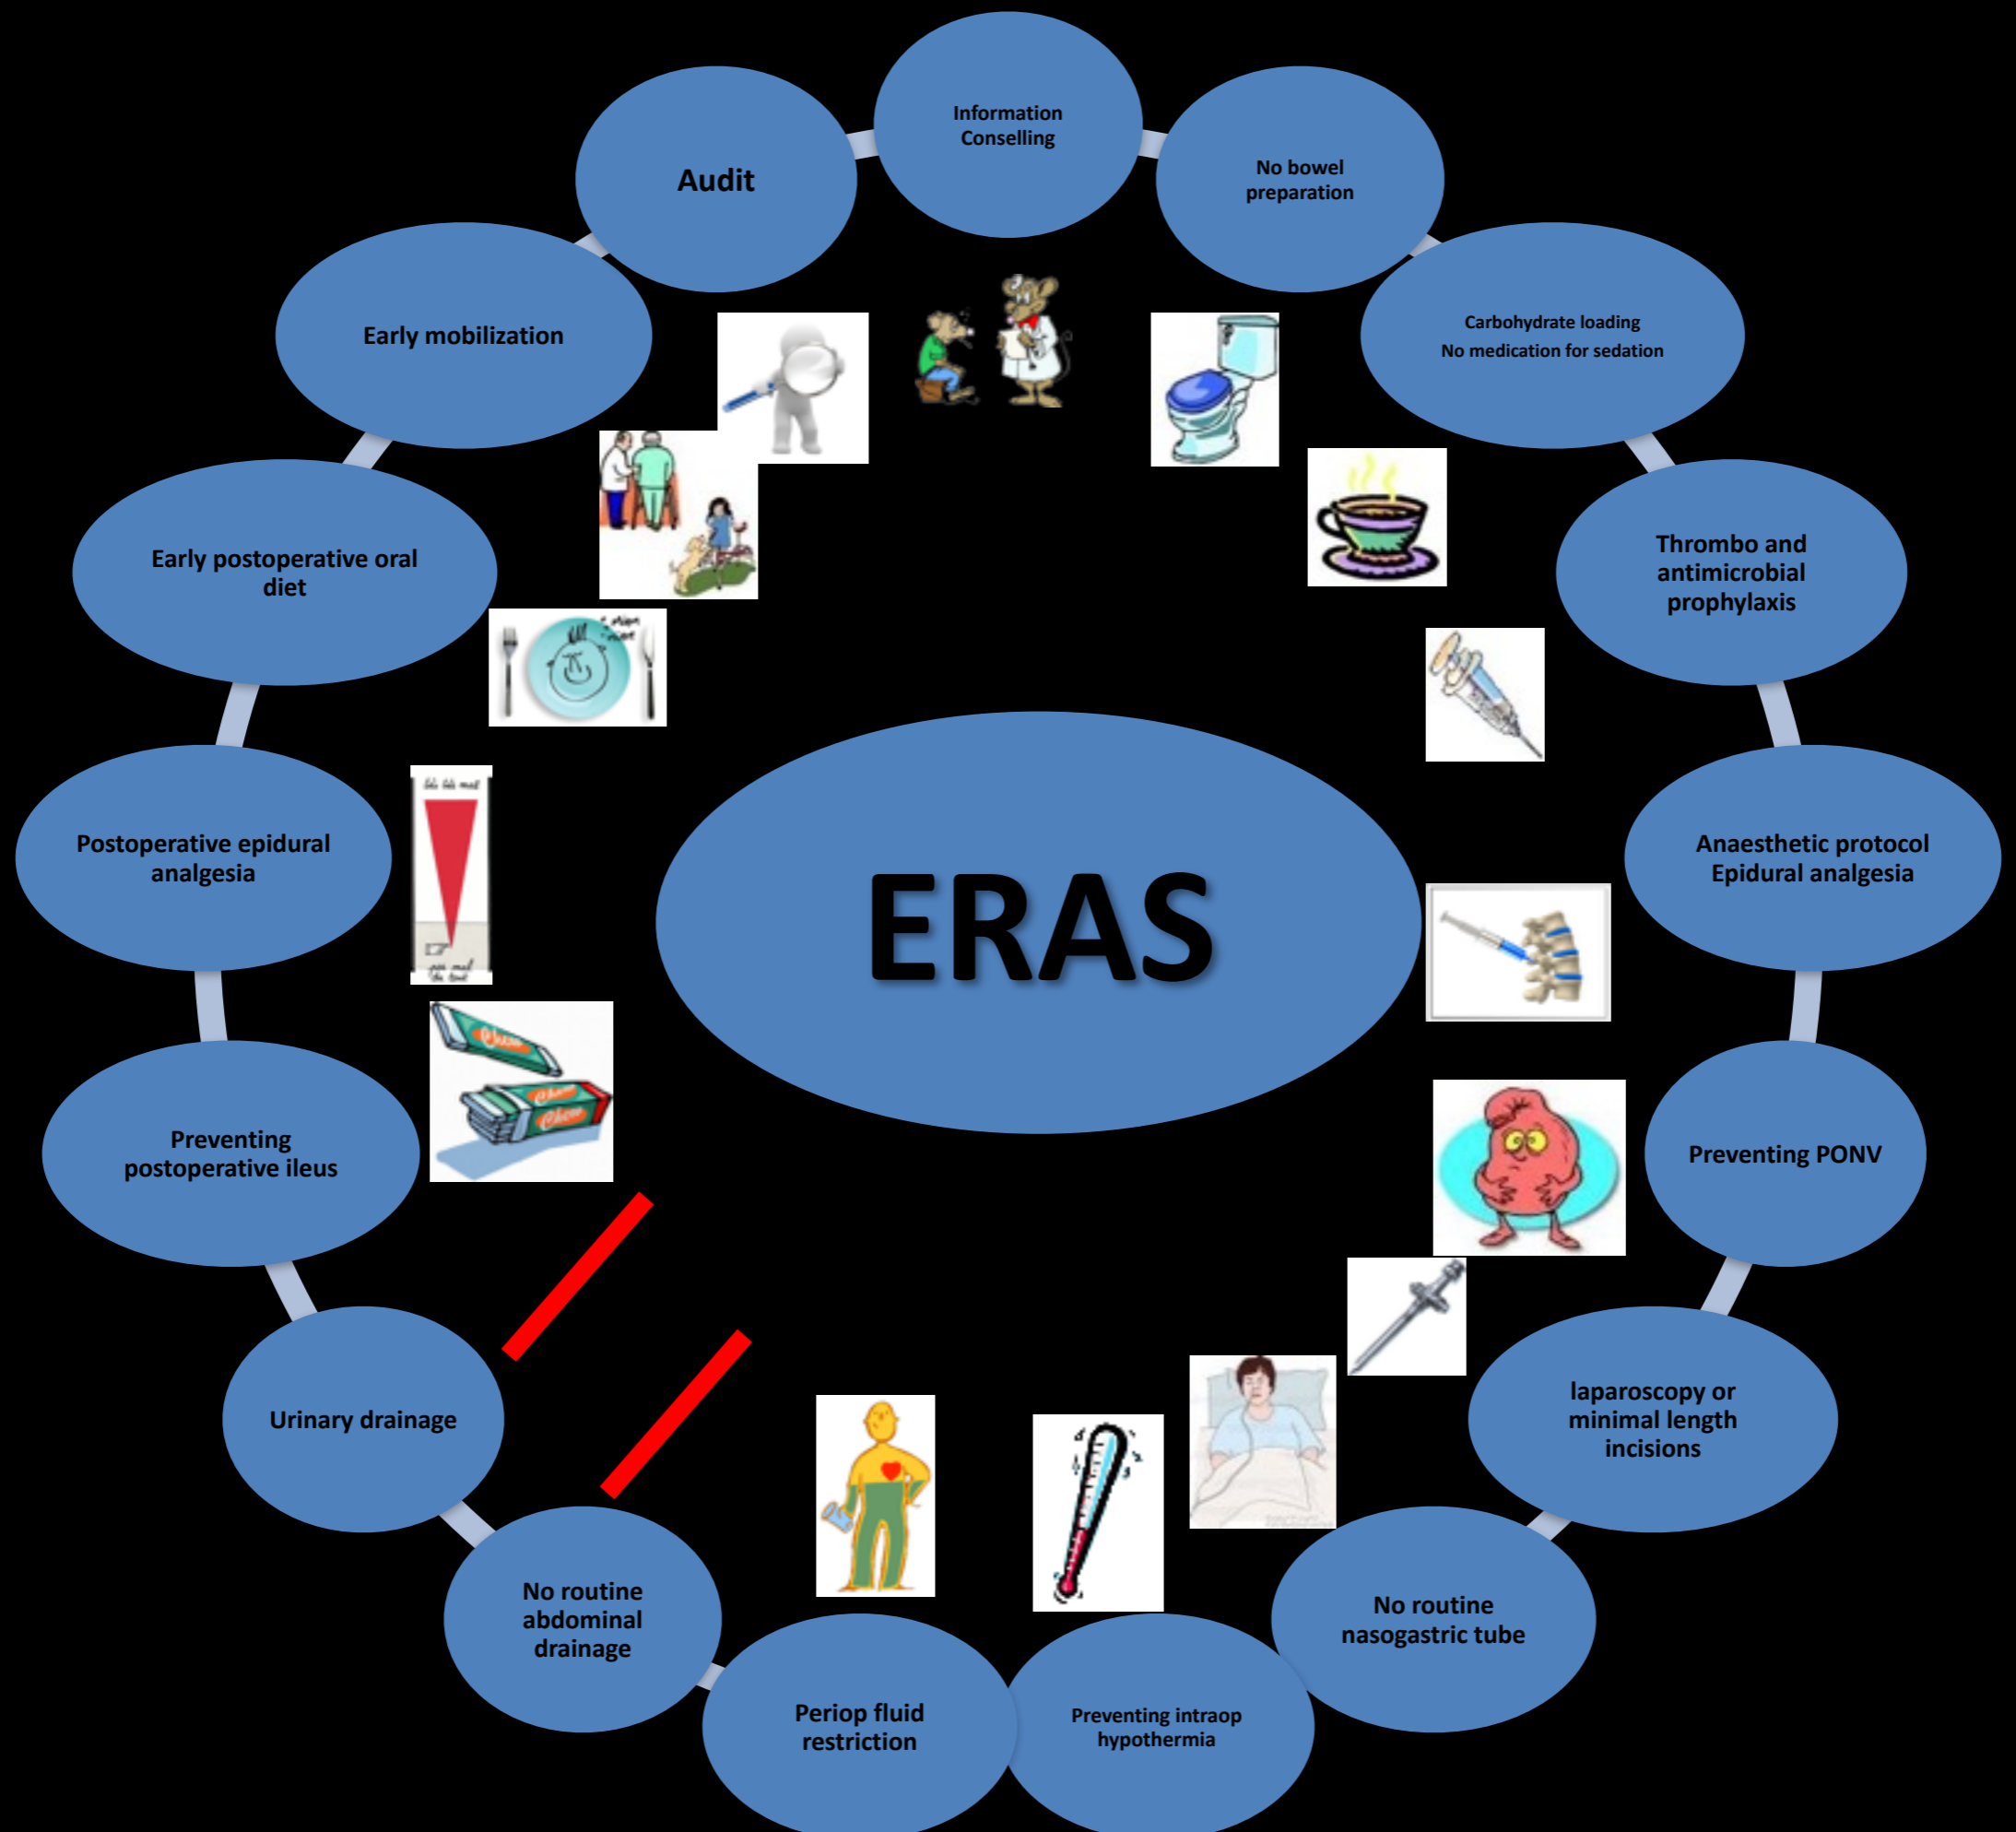 Information
Conselling
No bowel
preparation
Carbohydrate loading
No medication for sedation
Thrombo and
antimicrobial
prophylaxis
Anaesthetic protocol
Epidural analgesia
Preventing PONV
laparoscopy or
minimal length
incisions
No routine
nasogastric tube
Preventing intraop
hypothermia
Periop fluid
restriction
No routine
abdominal
drainage
Urinary drainage
Preventing
postoperative ileus
Postoperative epidural
analgesia
Early postoperative oral
diet
Early mobilization
Audit
ERAS